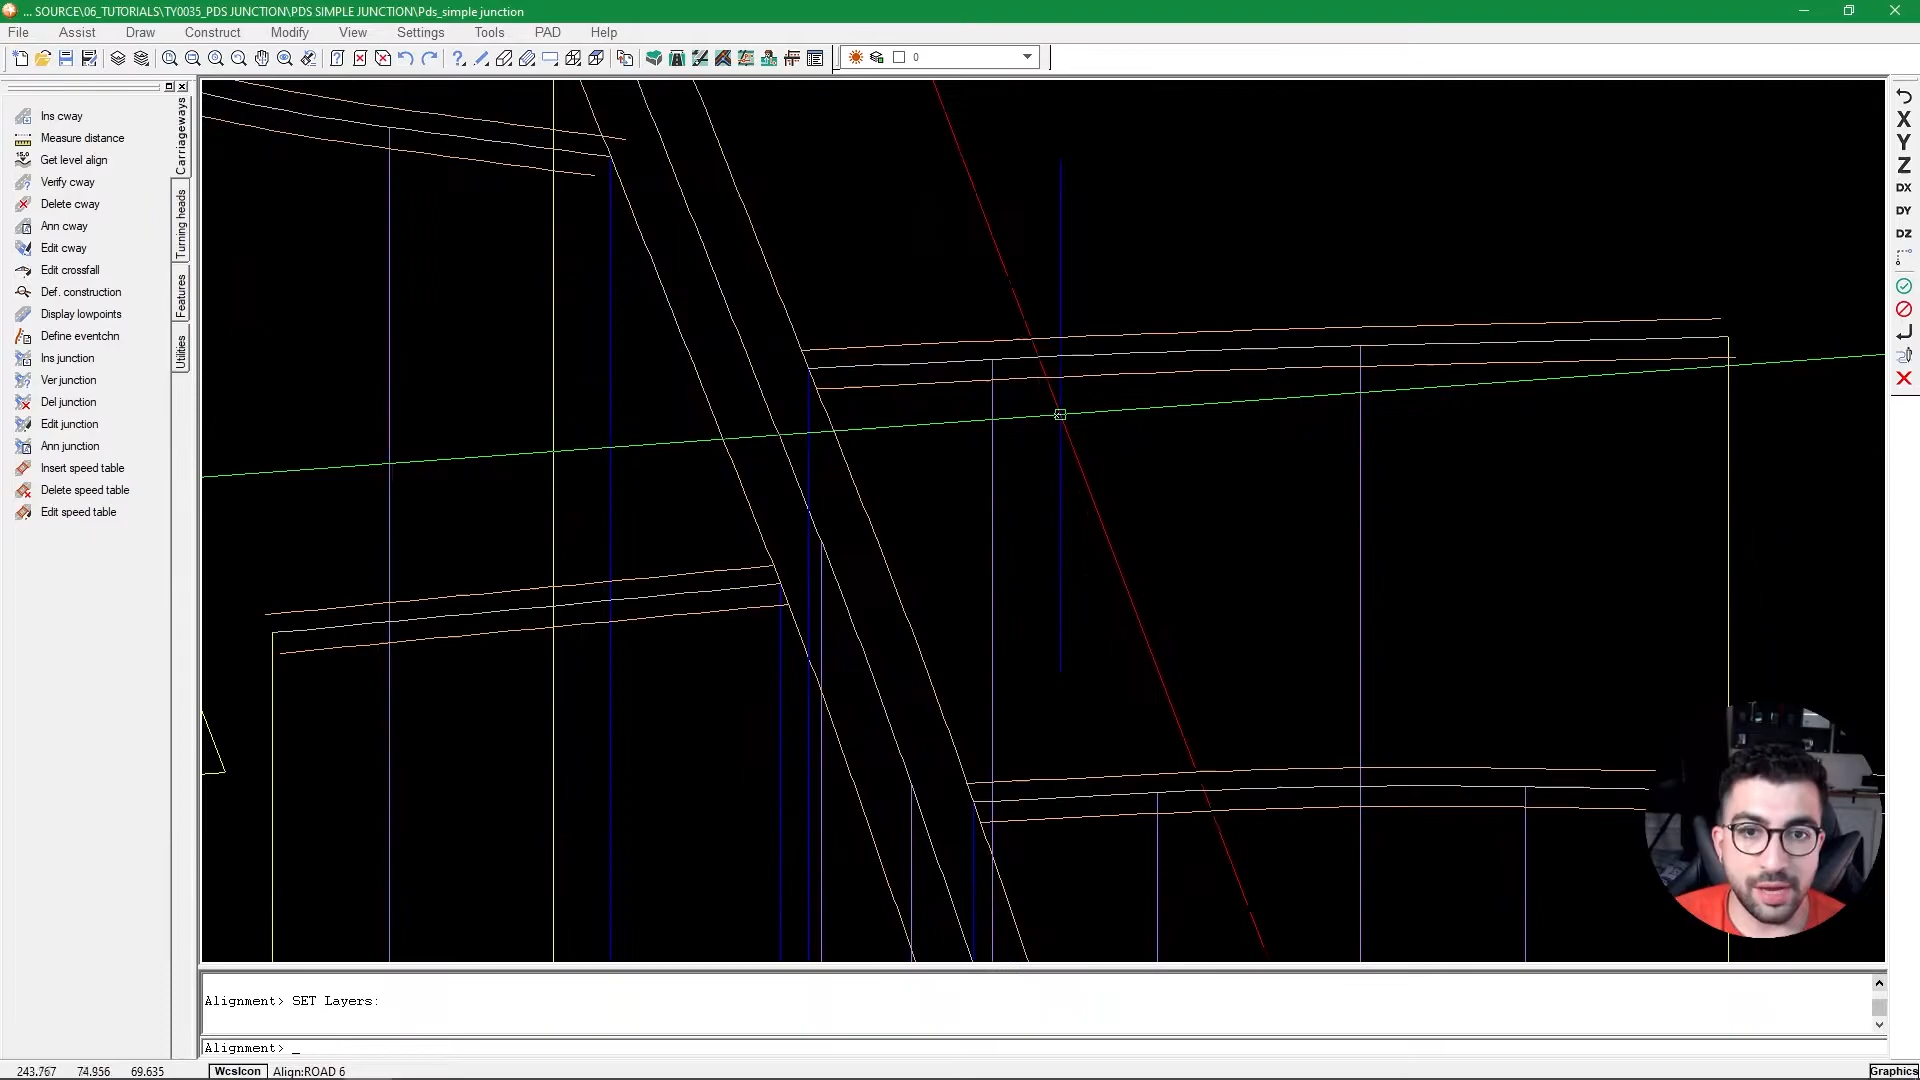 ... SOURCE\06_TUTORIALS\TY0035_PDS JUNCTION\PDS SIMPLE JUNCTION\Pds_simple junction
File Assist Draw Construct Modify View Settings Tools PAD Help
0
Ins cway
Measure distance
Get level align
Verify cway
Delete cway
Ann cway
Edit cway
Edit crossfall
Def. construction
Display lowpoints
Define eventchn
Ins junction
Ver junction
Del junction
Edit junction
Ann junction
Insert speed table
Delete speed table
Edit speed table
Carriageways
Turning heads
Features
Utilities
X
Y
Z
DX
DY
DZ
Alignment> SET Layers:
Alignment> _
243.767 74.956 69.635 WcsIcon Align:ROAD 6 Graphics